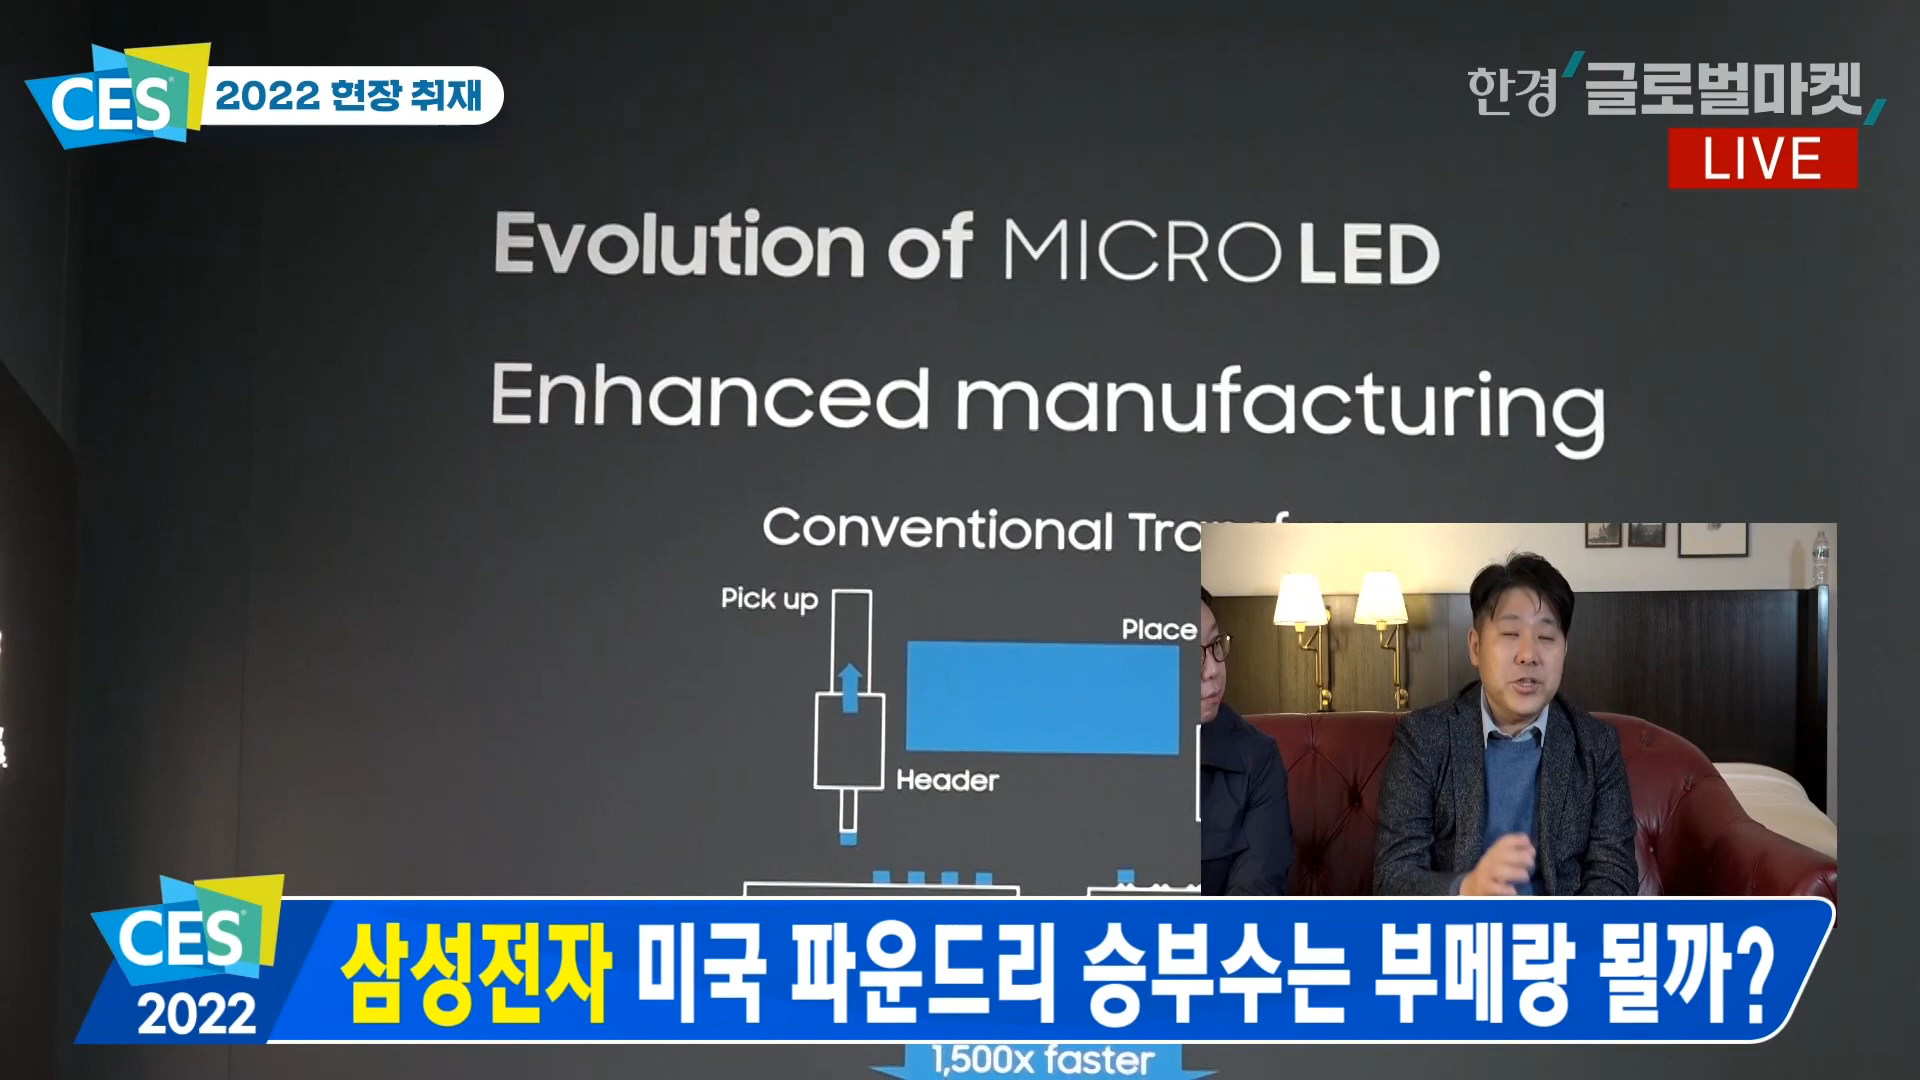 CES
2022 현장 취재
한경 글로벌마켓
LIVE
Evolution of MICRO LED
Enhanced manufacturing
Conventional
Pick up
Place
Header
CES
2022
삼성전자 미국 파운드리 승부수는 부메랑 될까?
1,500x faster